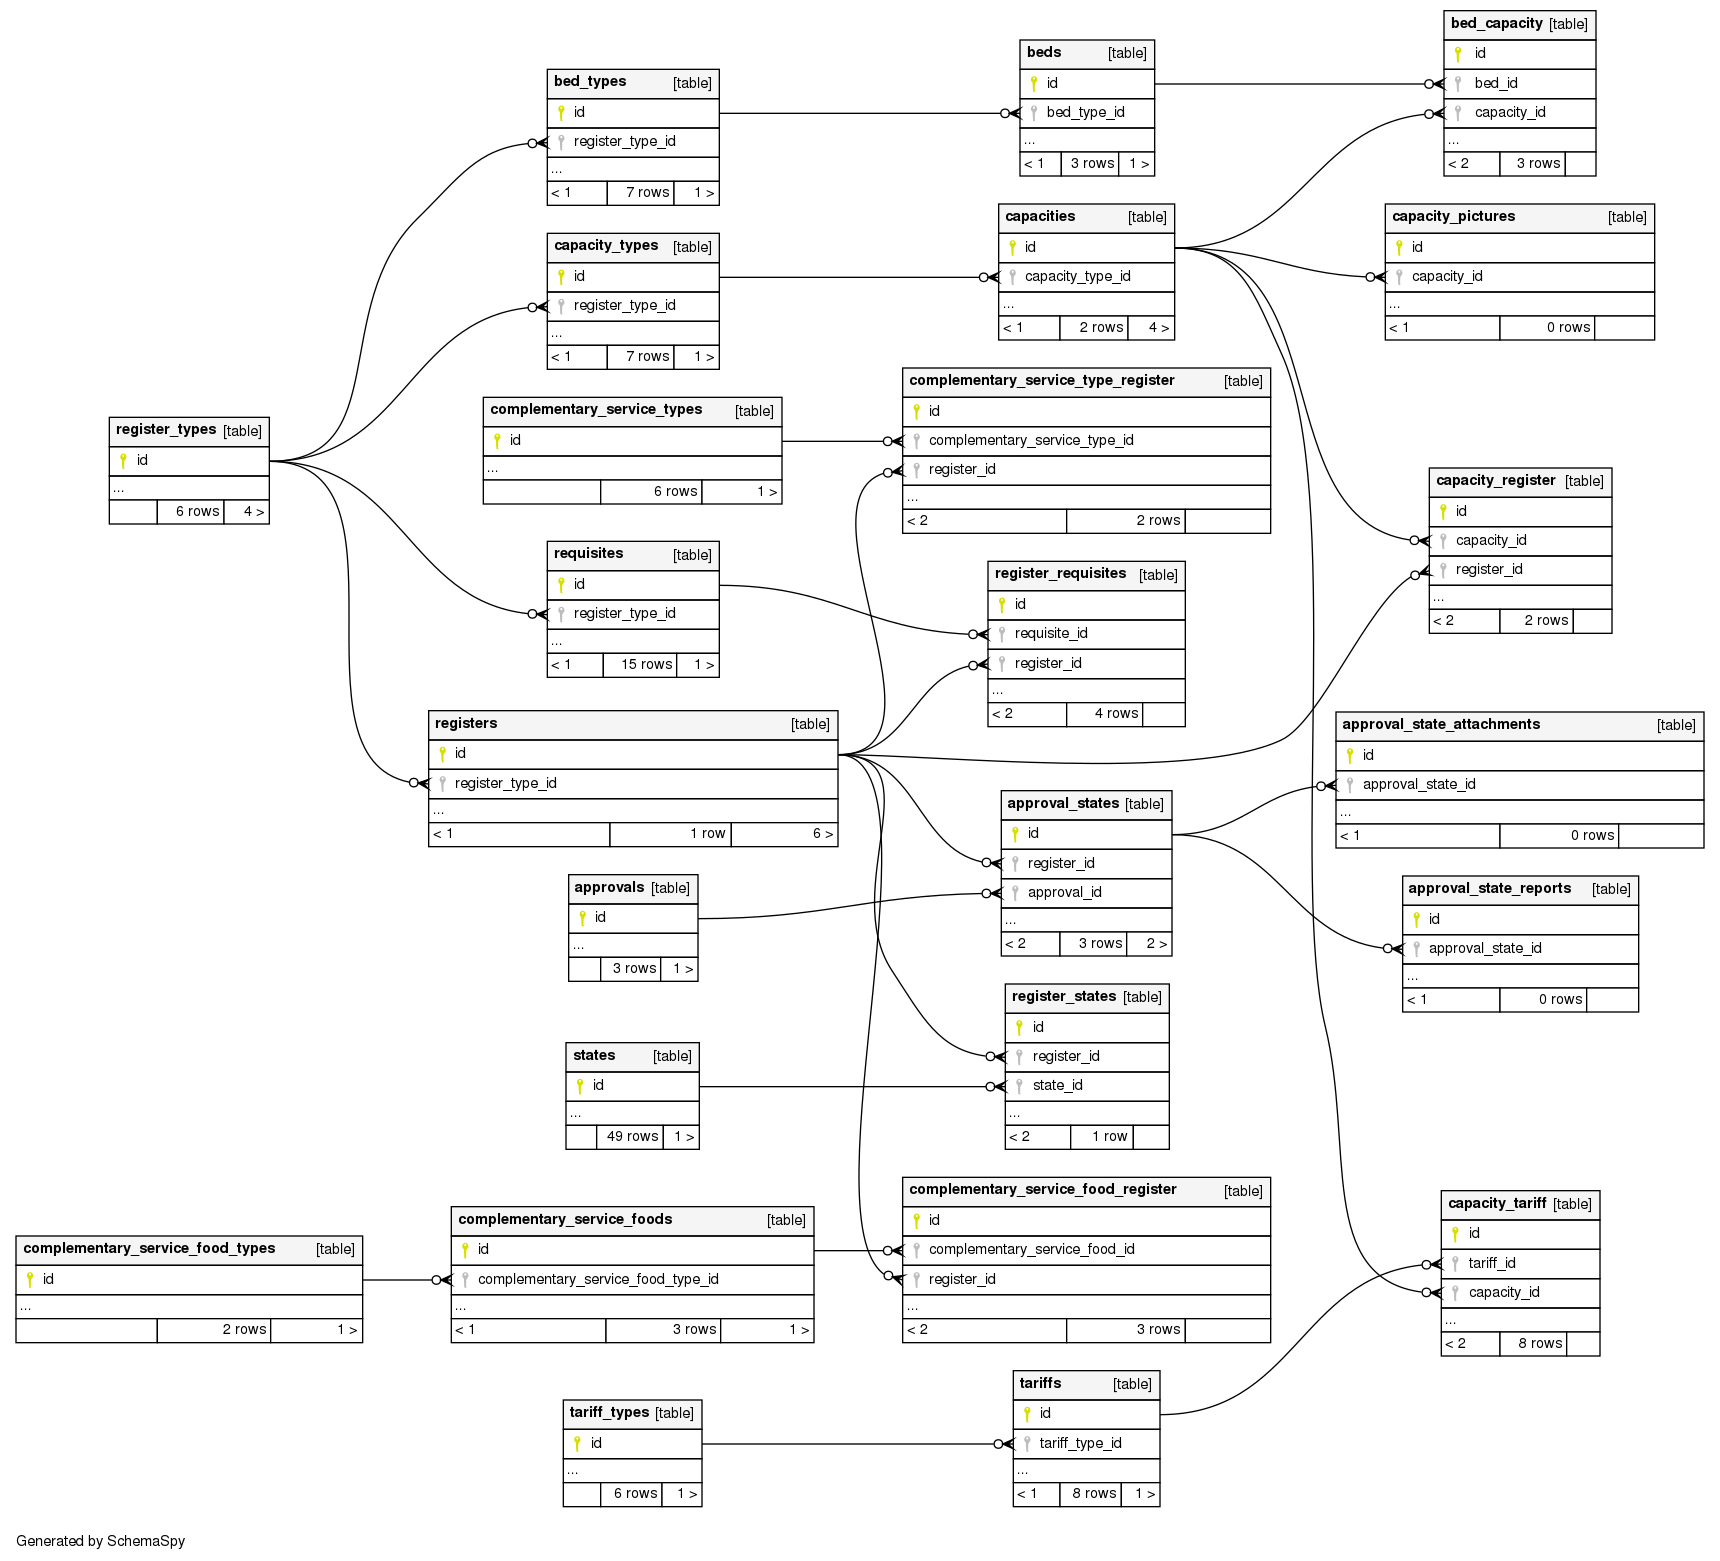 register_types [table]
id
...
6 rows 4 >
bed_types [table]
id
register_type_id
...
< 1 7 rows 1 >
capacity_types [table]
id
register_type_id
...
< 1 7 rows 1 >
complementary_service_types [table]
id
...
6 rows 1 >
requisites [table]
id
register_type_id
...
< 1 15 rows 1 >
registers [table]
id
register_type_id
...
< 1 1 row 6 >
approvals [table]
id
...
3 rows 1 >
states [table]
id
...
49 rows 1 >
complementary_service_food_types [table]
id
...
2 rows 1 >
complementary_service_foods [table]
id
complementary_service_food_type_id
...
< 1 3 rows 1 >
tariff_types [table]
id
...
6 rows 1 >
beds [table]
id
bed_type_id
...
< 1 3 rows 1 >
capacities [table]
id
capacity_type_id
...
< 1 2 rows 4 >
complementary_service_type_register [table]
id
complementary_service_type_id
register_id
...
< 2 2 rows
register_requisites [table]
id
requisite_id
register_id
...
< 2 4 rows
approval_states [table]
id
register_id
approval_id
...
< 2 3 rows 2 >
register_states [table]
id
register_id
state_id
...
< 2 1 row
complementary_service_food_register [table]
id
complementary_service_food_id
register_id
...
< 2 3 rows
tariffs [table]
id
tariff_type_id
...
< 1 8 rows 1 >
bed_capacity [table]
id
bed_id
capacity_id
...
< 2 3 rows
capacity_pictures [table]
id
capacity_id
...
< 1 0 rows
capacity_register [table]
id
capacity_id
register_id
...
< 2 2 rows
approval_state_attachments [table]
id
approval_state_id
...
< 1 0 rows
approval_state_reports [table]
id
approval_state_id
...
< 1 0 rows
capacity_tariff [table]
id
tariff_id
capacity_id
...
< 2 8 rows
Generated by SchemaSpy